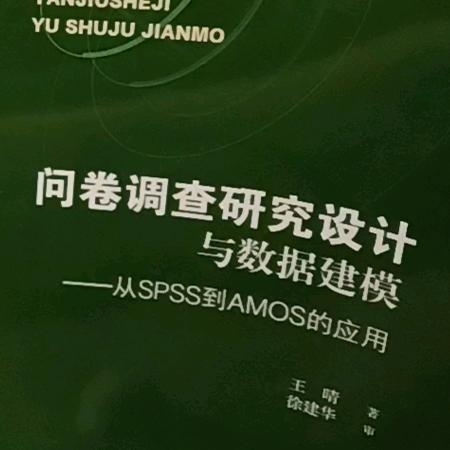 YANJIUSHEJI
YU SHUJU JIANMO
问卷调查研究设计
与数据建模
——从SPSS到AMOS的应用
王 晴 著
徐建华 审